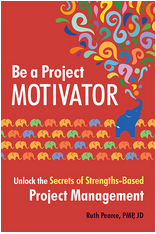 Be a Project
MOTIVATOR
Unlock the Secrets of Strengths-Based
Project Management
Ruth Pearce, PMP, JD